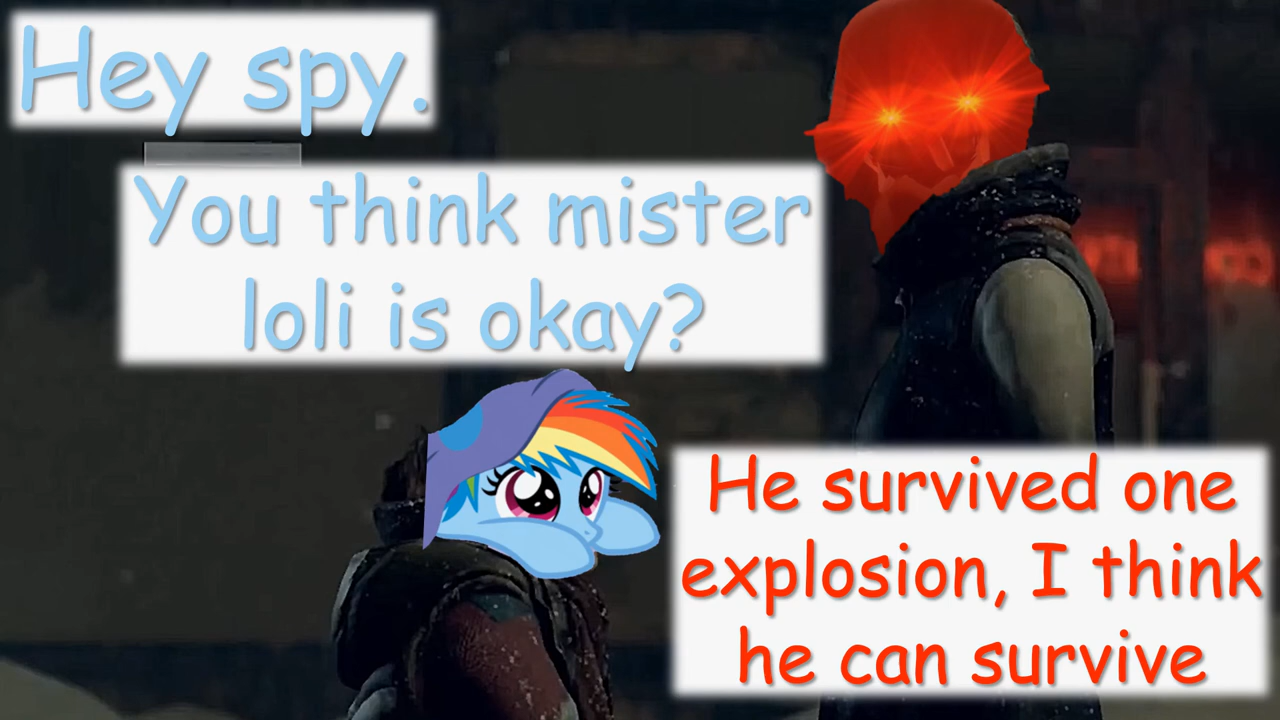 Hey spy.
You think mister
loli is okay?
He survived one
explosion, I think
he can survive